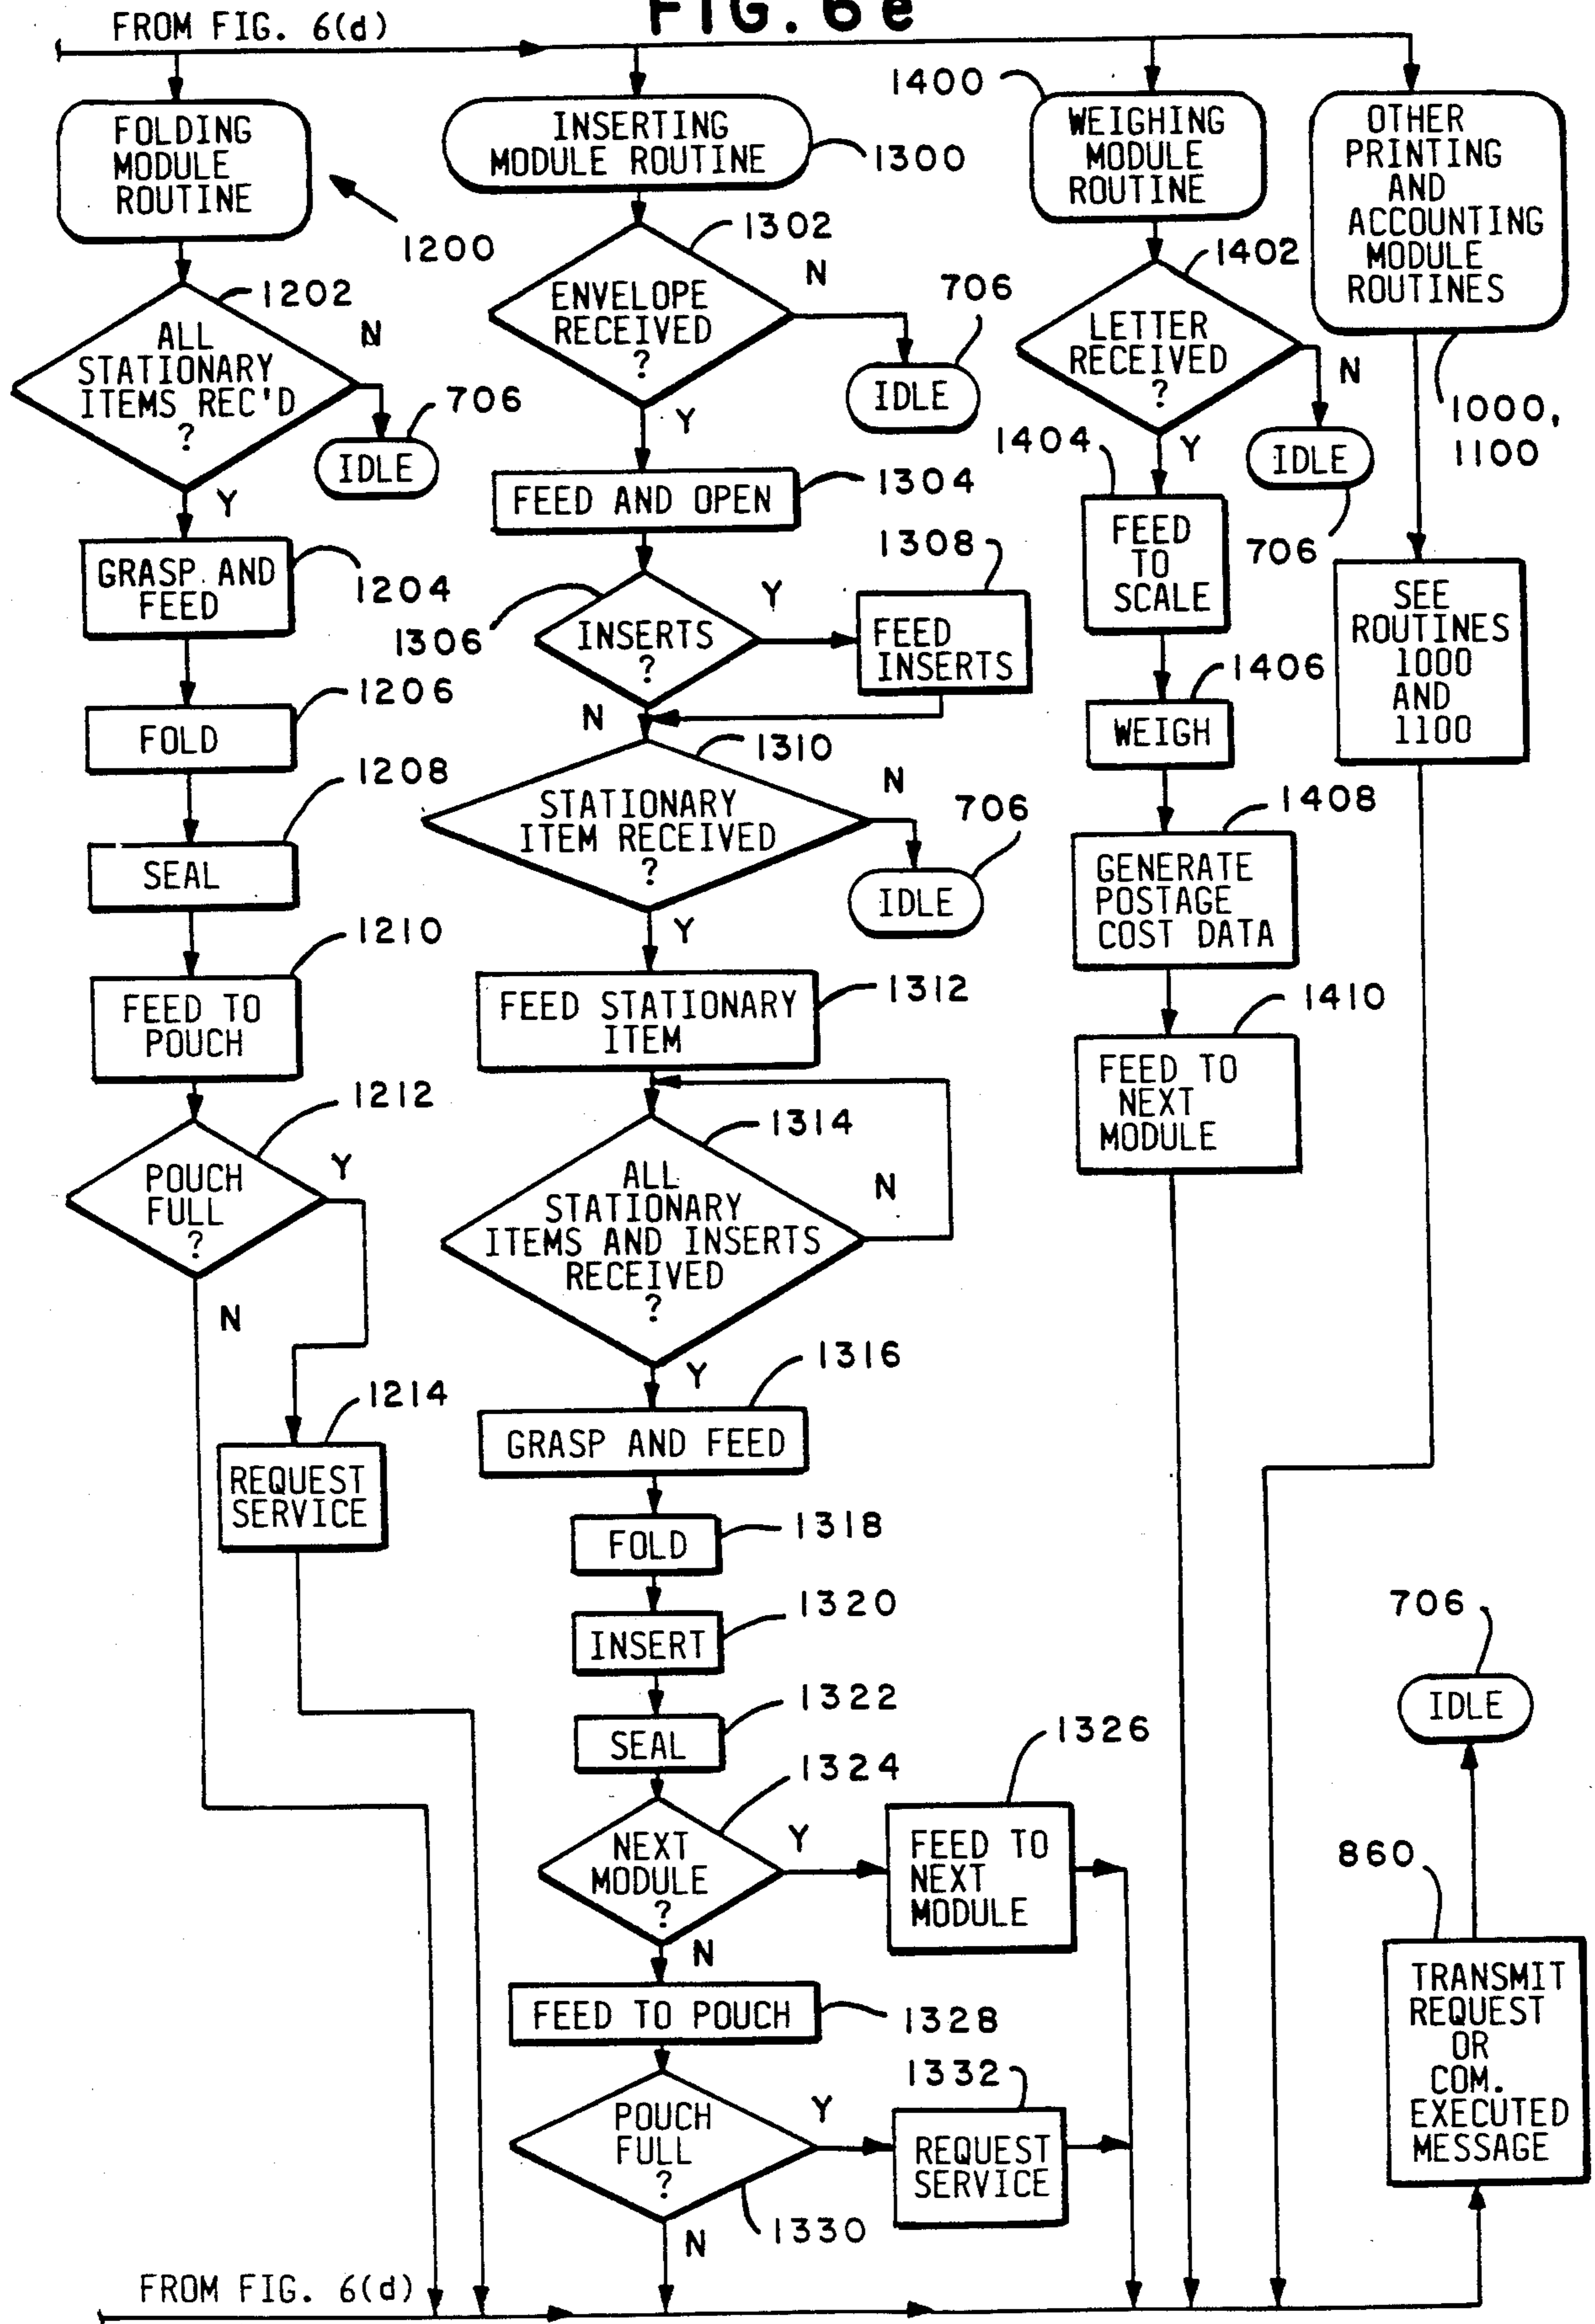 FIG. 6e
FROM FIG. 6(d)
FOLDING
MODULE
ROUTINE
1200
1202
ALL
STATIONARY
ITEMS REC'D
?
N
706
IDLE
Y
GRASP AND
FEED
1204
FOLD
1206
SEAL
1208
FEED TO
POUCH
1210
POUCH
FULL
?
1212
Y
N
REQUEST
SERVICE
1214
INSERTING
MODULE ROUTINE
1300
1302
ENVELOPE
RECEIVED
?
N
706
IDLE
Y
FEED AND OPEN
1304
1306
INSERTS
?
Y
1308
FEED
INSERTS
N
1310
STATIONARY
ITEM RECEIVED
?
N
706
IDLE
Y
FEED STATIONARY
ITEM
1312
1314
ALL
STATIONARY
ITEMS AND INSERTS
RECEIVED
?
N
Y
1316
GRASP AND FEED
FOLD
1318
INSERT
1320
SEAL
1322
1324
NEXT
MODULE
?
Y
1326
FEED TO
NEXT
MODULE
N
FEED TO POUCH
1328
POUCH
FULL
?
1330
Y
1332
REQUEST
SERVICE
N
1400
WEIGHING
MODULE
ROUTINE
1402
LETTER
RECEIVED
?
N
IDLE
706
Y
1404
FEED
TO
SCALE
1406
WEIGH
1408
GENERATE
POSTAGE
COST DATA
1410
FEED TO
NEXT
MODULE
OTHER
PRINTING
AND
ACCOUNTING
MODULE
ROUTINES
1000,
1100
SEE
ROUTINES
1000
AND
1100
706
IDLE
860
TRANSMIT
REQUEST
OR
COM.
EXECUTED
MESSAGE
FROM FIG. 6(d)